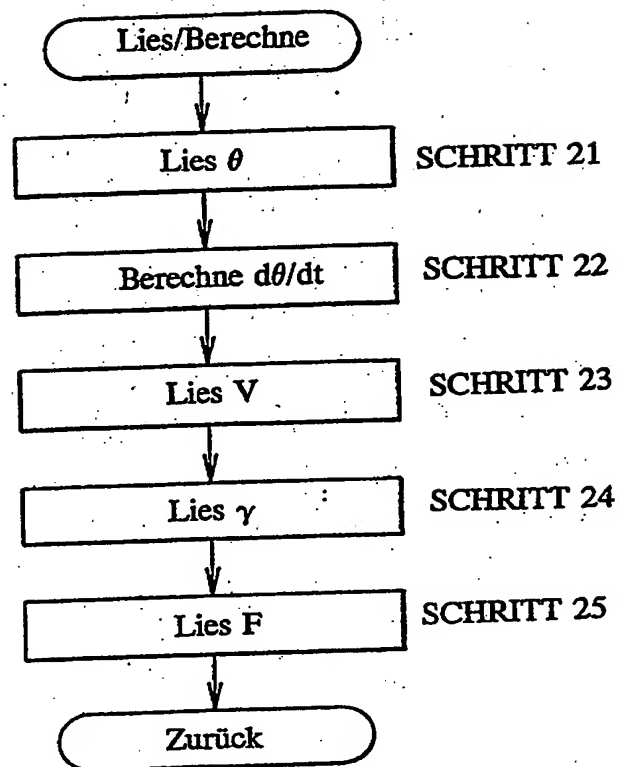 Lies/Berechne
Lies θ SCHRITT 21
Berechne dθ/dt SCHRITT 22
Lies V SCHRITT 23
Lies γ SCHRITT 24
Lies F SCHRITT 25
Zurück